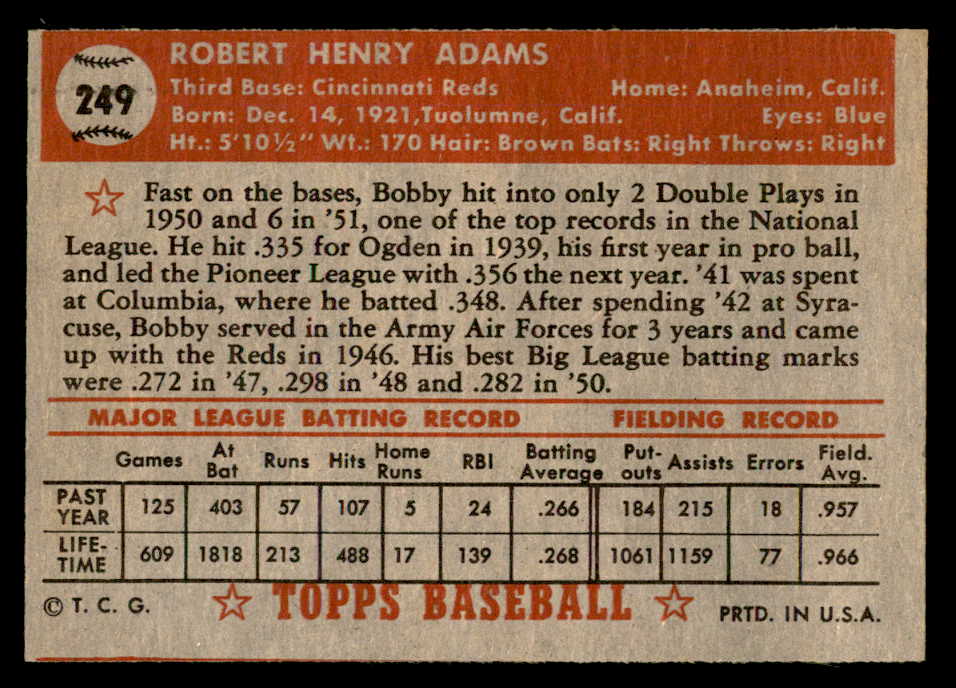 249
ROBERT HENRY ADAMS
Third Base: Cincinnati Reds Home: Anaheim, Calif.
Born: Dec. 14, 1921,Tuolumne, Calif. Eyes: Blue
Ht.: 5'10½" Wt.: 170 Hair: Brown Bats: Right Throws: Right
Fast on the bases, Bobby hit into only 2 Double Plays in
1950 and 6 in '51, one of the top records in the National
League. He hit .335 for Ogden in 1939, his first year in pro ball,
and led the Pioneer League with .356 the next year. '41 was spent
at Columbia, where he batted .348. After spending '42 at Syra-
cuse, Bobby served in the Army Air Forces for 3 years and came
up with the Reds in 1946. His best Big League batting marks
were .272 in '47, .298 in '48 and .282 in '50.
MAJOR LEAGUE BATTING RECORD FIELDING RECORD
Games At Bat Runs Hits Home Runs RBI Batting Average Put-outs Assists Errors Field. Avg.
PAST YEAR 125 403 57 107 5 24 .266 184 215 18 .957
LIFE-TIME 609 1818 213 488 17 139 .268 1061 1159 77 .966
© T. C. G. TOPPS BASEBALL PRTD. IN U.S.A.